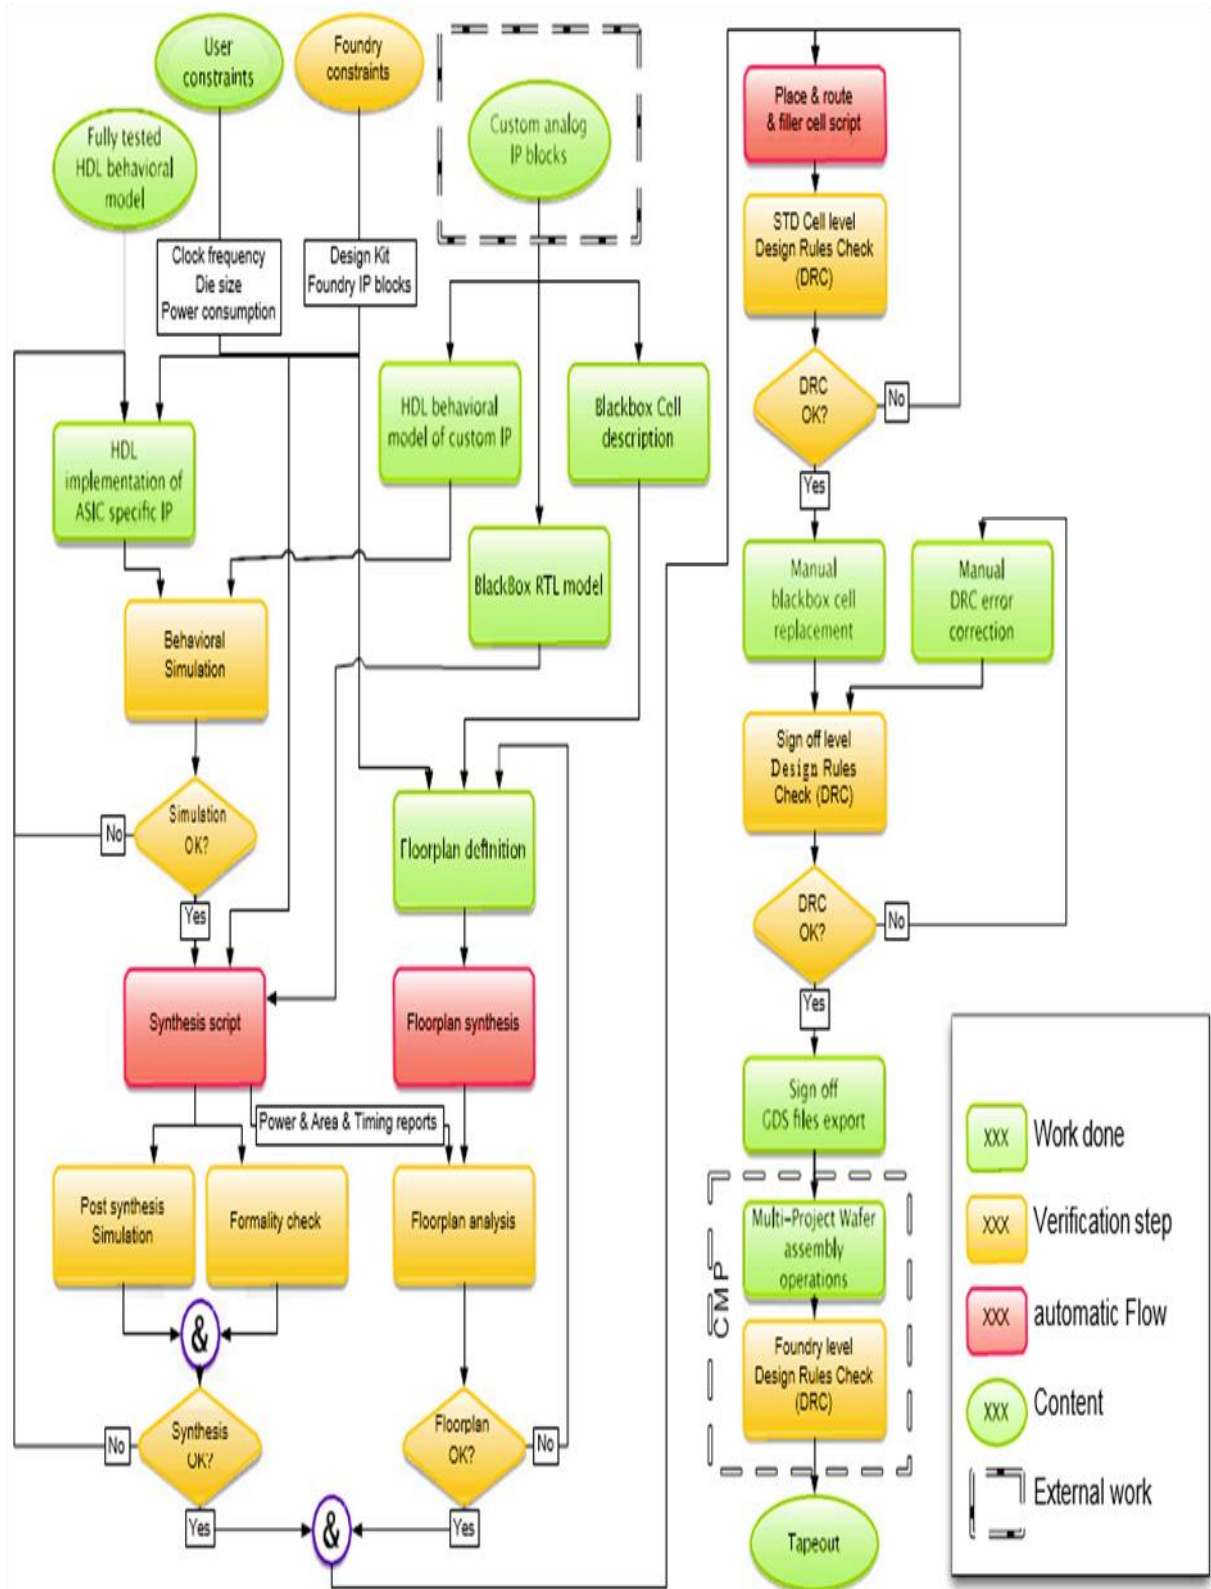 User
constraints
Foundry
constraints
Custom analog
IP blocks
Fully tested
HDL behavioral
model
Clock frequency
Die size
Power consumption
Design Kit
Foundry IP blocks
HDL
implementation of
ASIC specific IP
HDL behavioral
model of custom IP
Blackbox Cell
description
BlackBox RTL model
Behavioral
Simulation
Simulation
OK?
No
Yes
Floorplan definition
Synthesis script
Floorplan synthesis
Power & Area & Timing reports
Post synthesis
Simulation
Formality check
Floorplan analysis
&
Synthesis
OK?
No
Yes
Floorplan
OK?
No
Yes
&
Place & route
& filler cell script
STD Cell level
Design Rules Check
(DRC)
DRC
OK?
No
Yes
Manual
blackbox cell
replacement
Manual
DRC error
correction
Sign off level
Design Rules
Check (DRC)
DRC
OK?
No
Yes
Sign off
GDS files export
CMP
Multi-Project Wafer
assembly
operations
Foundry level
Design Rules Check
(DRC)
Tapeout
XXX Work done
XXX Verification step
XXX automatic Flow
XXX Content
External work